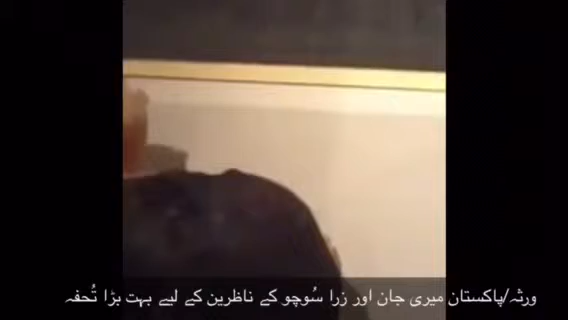 ورثہ/پاکستان میری جان اور زرا سُوچو کے ناظرین کے لیے بہت بڑا تُحفہ